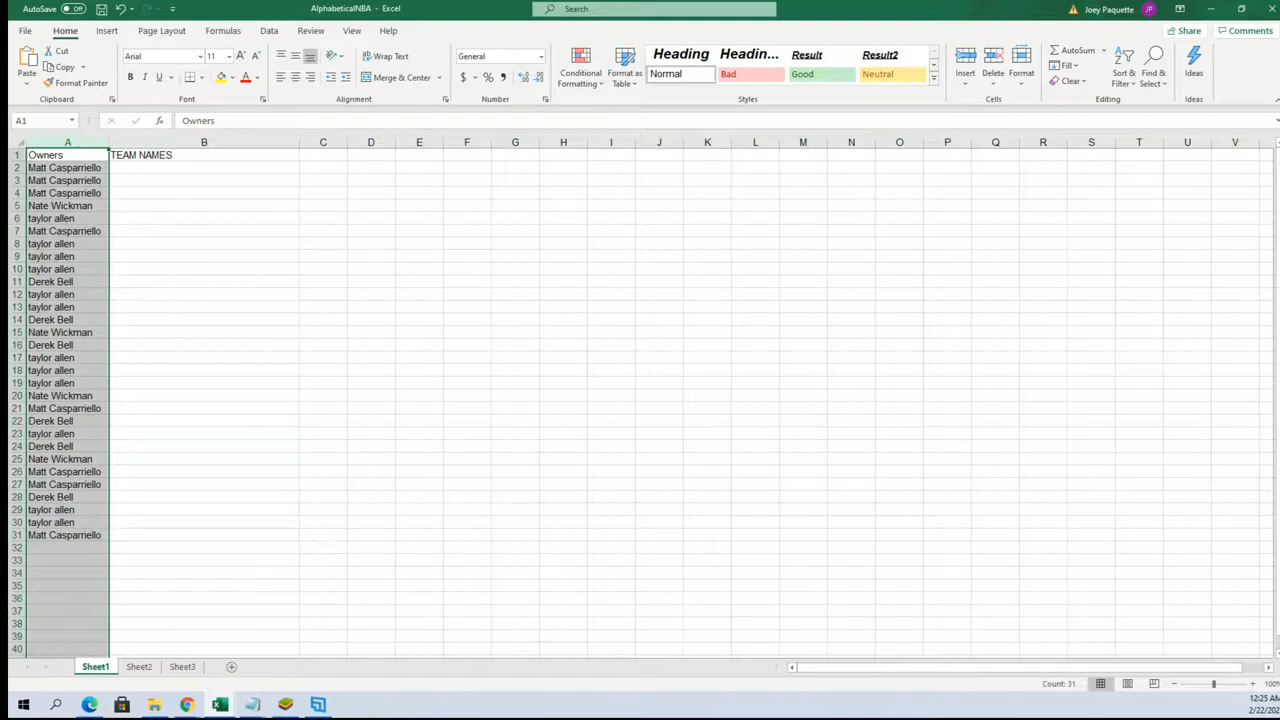 AutoSave Off AlphabeticalNBA - Excel Search Joey Paquette JP
File Home Insert Page Layout Formulas Data Review View Help Share Comments
Paste Cut Copy Format Painter Clipboard
Arial 11 B I U A Font
Wrap Text Merge & Center Alignment
General $ % Number
Conditional Formatting Format as Table
Heading Headin... Result Result2
Normal Bad Good Neutral Styles
Insert Delete Format Cells
AutoSum Fill Clear Sort & Filter Find & Select Editing
Ideas Ideas
A1 fx Owners
A B C D E F G H I J K L M N O P Q R S T U V
1 Owners TEAM NAMES
2 Matt Casparriello
3 Matt Casparriello
4 Matt Casparriello
5 Nate Wickman
6 taylor allen
7 Matt Casparriello
8 taylor allen
9 taylor allen
10 taylor allen
11 Derek Bell
12 taylor allen
13 taylor allen
14 Derek Bell
15 Nate Wickman
16 Derek Bell
17 taylor allen
18 taylor allen
19 taylor allen
20 Nate Wickman
21 Matt Casparriello
22 Derek Bell
23 taylor allen
24 Derek Bell
25 Nate Wickman
26 Matt Casparriello
27 Matt Casparriello
28 Derek Bell
29 taylor allen
30 taylor allen
31 Matt Casparriello
32
33
34
35
36
37
38
39
40
Sheet1 Sheet2 Sheet3
Count: 31 100%
12:25 AM
2/22/202